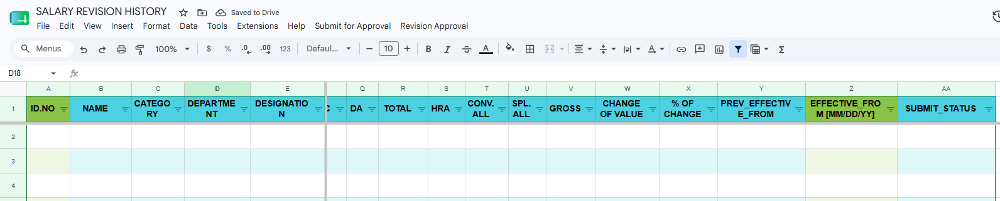 SALARY REVISION HISTORY Saved to Drive
File Edit View Insert Format Data Tools Extensions Help Submit for Approval Revision Approval
Menus 100% $ % .0 .00 123 Defaul... 10 B I S A A Σ
D18 fx
A B C D E Q R S T U V W X Y Z AA
1 ID.NO NAME CATEGO DEPARTME DESIGNATIO DA TOTAL HRA CONV. SPL. GROSS CHANGE % OF PREV_EFFECTIV EFFECTIVE_FRO SUBMIT_STATUS
RY NT N ALL ALL OF VALUE CHANGE E_FROM M [MM/DD/YY]
2
3
4